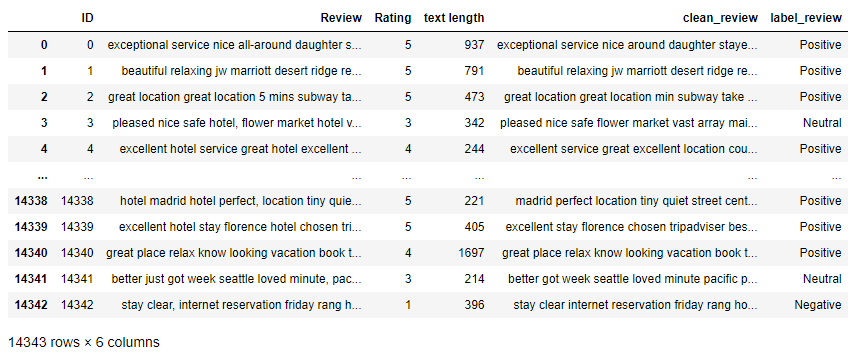 ID Review Rating text length clean_review label_review
0 0 exceptional service nice all-around daughter s... 5 937 exceptional service nice around daughter staye... Positive
1 1 beautiful relaxing jw marriott desert ridge re... 5 791 beautiful relaxing jw marriott desert ridge re... Positive
2 2 great location great location 5 mins subway ta... 5 473 great location great location min subway take ... Positive
3 3 pleased nice safe hotel, flower market hotel v... 3 342 pleased nice safe flower market vast array mai... Neutral
4 4 excellent hotel service great hotel excellent ... 4 244 excellent service great excellent location cou... Positive
... ... ... ... ... ... ...
14338 14338 hotel madrid hotel perfect, location tiny quie... 5 221 madrid perfect location tiny quiet street cent... Positive
14339 14339 excellent hotel stay florence hotel chosen tri... 5 405 excellent stay florence chosen tripadviser bes... Positive
14340 14340 great place relax know looking vacation book t... 4 1697 great place relax know looking vacation book t... Positive
14341 14341 better just got week seattle loved minute, pac... 3 214 better got week seattle loved minute pacific p... Neutral
14342 14342 stay clear, internet reservation friday rang h... 1 396 stay clear internet reservation friday rang ho... Negative
14343 rows × 6 columns